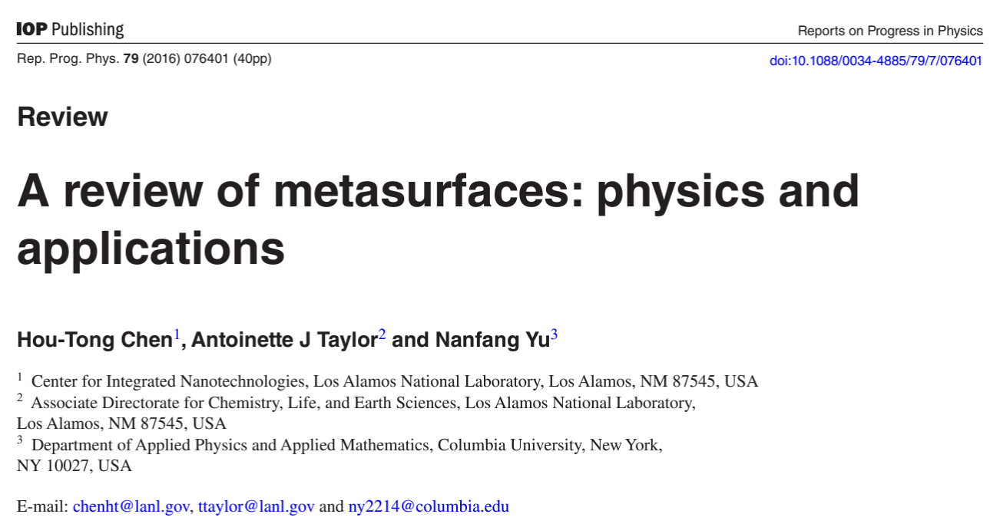 IOP Publishing
Reports on Progress in Physics
Rep. Prog. Phys. 79 (2016) 076401 (40pp)
doi:10.1088/0034-4885/79/7/076401
Review
A review of metasurfaces: physics and
applications
Hou-Tong Chen1, Antoinette J Taylor2 and Nanfang Yu3
1 Center for Integrated Nanotechnologies, Los Alamos National Laboratory, Los Alamos, NM 87545, USA
2 Associate Directorate for Chemistry, Life, and Earth Sciences, Los Alamos National Laboratory,
Los Alamos, NM 87545, USA
3 Department of Applied Physics and Applied Mathematics, Columbia University, New York,
NY 10027, USA
E-mail: chenht@lanl.gov, ttaylor@lanl.gov and ny2214@columbia.edu